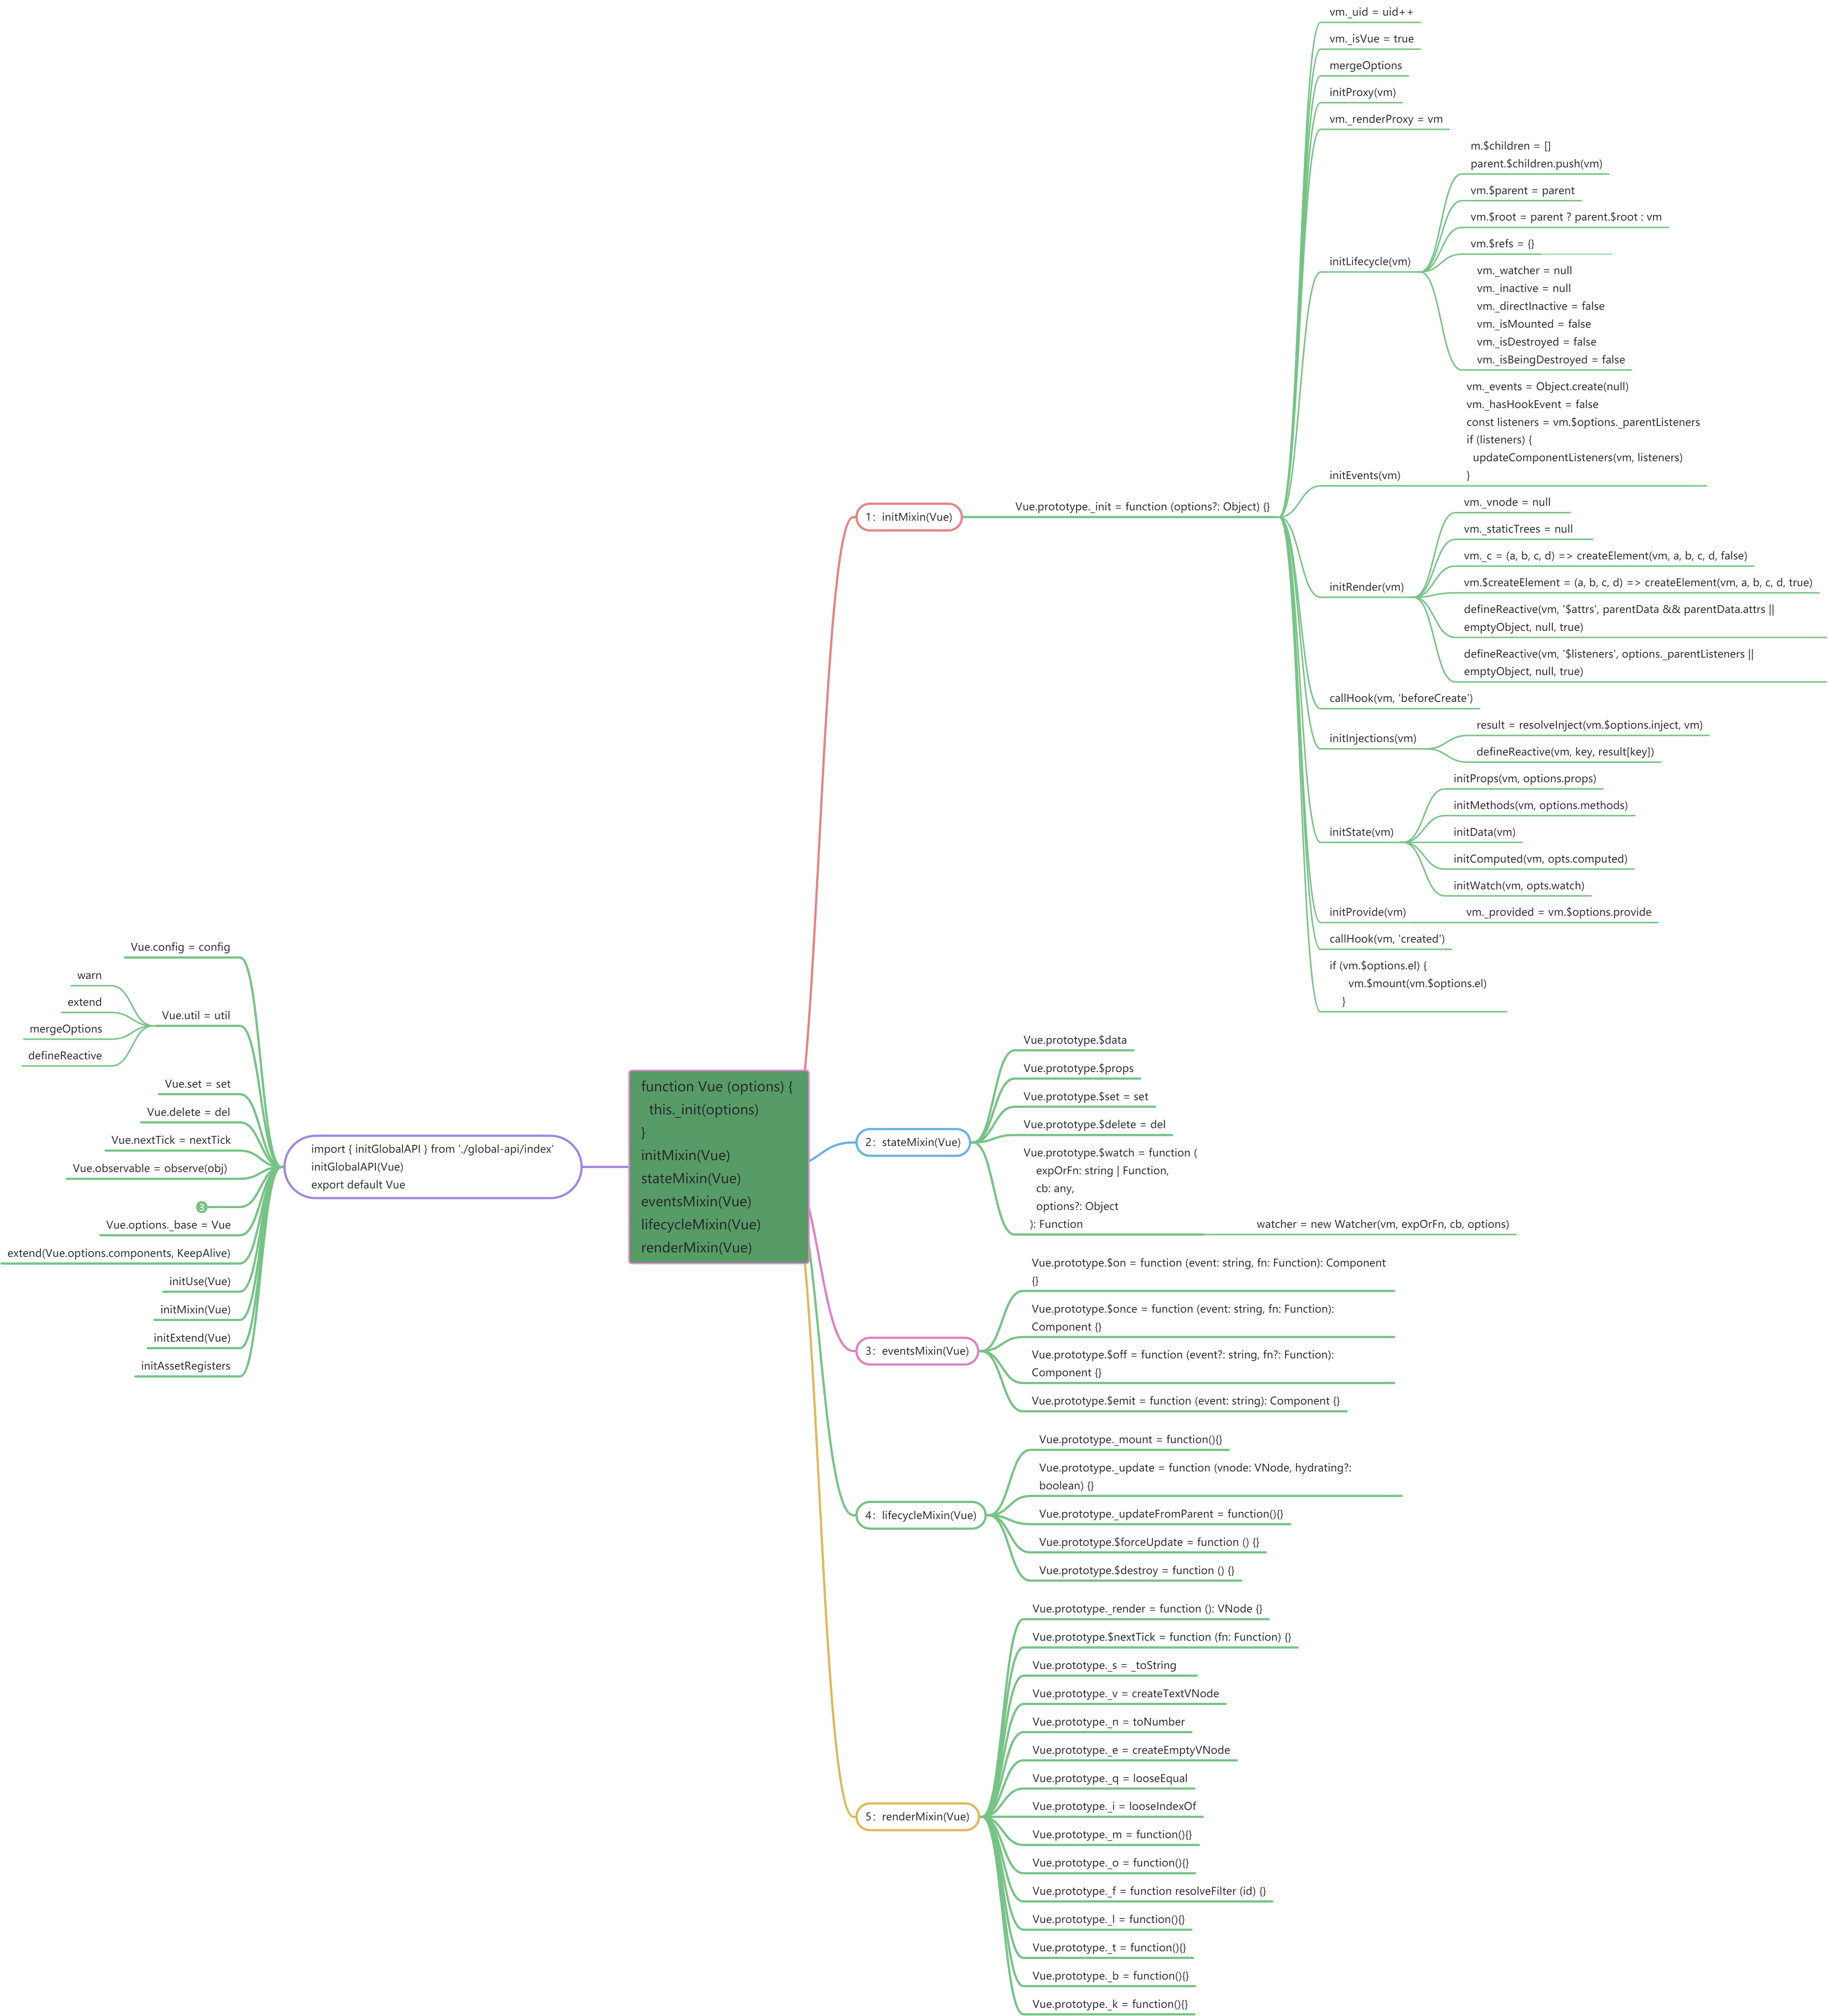 function Vue (options) {
  this._init(options)
}
initMixin(Vue)
stateMixin(Vue)
eventsMixin(Vue)
lifecycleMixin(Vue)
renderMixin(Vue)
1：initMixin(Vue)
Vue.prototype._init = function (options?: Object) {}
vm._uid = uid++
vm._isVue = true
mergeOptions
initProxy(vm)
vm._renderProxy = vm
initLifecycle(vm)
m.$children = []
parent.$children.push(vm)
vm.$parent = parent
vm.$root = parent ? parent.$root : vm
vm.$refs = {}
vm._watcher = null
vm._inactive = null
vm._directInactive = false
vm._isMounted = false
vm._isDestroyed = false
vm._isBeingDestroyed = false
initEvents(vm)
vm._events = Object.create(null)
vm._hasHookEvent = false
const listeners = vm.$options._parentListeners
if (listeners) {
  updateComponentListeners(vm, listeners)
}
initRender(vm)
vm._vnode = null
vm._staticTrees = null
vm._c = (a, b, c, d) => createElement(vm, a, b, c, d, false)
vm.$createElement = (a, b, c, d) => createElement(vm, a, b, c, d, true)
defineReactive(vm, '$attrs', parentData && parentData.attrs ||
emptyObject, null, true)
defineReactive(vm, '$listeners', options._parentListeners ||
emptyObject, null, true)
callHook(vm, 'beforeCreate')
initInjections(vm)
result = resolveInject(vm.$options.inject, vm)
defineReactive(vm, key, result[key])
initState(vm)
initProps(vm, options.props)
initMethods(vm, options.methods)
initData(vm)
initComputed(vm, opts.computed)
initWatch(vm, opts.watch)
initProvide(vm)
vm._provided = vm.$options.provide
callHook(vm, 'created')
if (vm.$options.el) {
      vm.$mount(vm.$options.el)
    }
2：stateMixin(Vue)
Vue.prototype.$data
Vue.prototype.$props
Vue.prototype.$set = set
Vue.prototype.$delete = del
Vue.prototype.$watch = function (
    expOrFn: string | Function,
    cb: any,
    options?: Object
  ): Function
watcher = new Watcher(vm, expOrFn, cb, options)
3：eventsMixin(Vue)
Vue.prototype.$on = function (event: string, fn: Function): Component
{}
Vue.prototype.$once = function (event: string, fn: Function):
Component {}
Vue.prototype.$off = function (event?: string, fn?: Function):
Component {}
Vue.prototype.$emit = function (event: string): Component {}
4：lifecycleMixin(Vue)
Vue.prototype._mount = function(){}
Vue.prototype._update = function (vnode: VNode, hydrating?:
boolean) {}
Vue.prototype._updateFromParent = function(){}
Vue.prototype.$forceUpdate = function () {}
Vue.prototype.$destroy = function () {}
5：renderMixin(Vue)
Vue.prototype._render = function (): VNode {}
Vue.prototype.$nextTick = function (fn: Function) {}
Vue.prototype._s = _toString
Vue.prototype._v = createTextVNode
Vue.prototype._n = toNumber
Vue.prototype._e = createEmptyVNode
Vue.prototype._q = looseEqual
Vue.prototype._i = looseIndexOf
Vue.prototype._m = function(){}
Vue.prototype._o = function(){}
Vue.prototype._f = function resolveFilter (id) {}
Vue.prototype._l = function(){}
Vue.prototype._t = function(){}
Vue.prototype._b = function(){}
Vue.prototype._k = function(){}
import { initGlobalAPI } from './global-api/index'
initGlobalAPI(Vue)
export default Vue
Vue.config = config
Vue.util = util
warn
extend
mergeOptions
defineReactive
Vue.set = set
Vue.delete = del
Vue.nextTick = nextTick
Vue.observable = observe(obj)
3
Vue.options._base = Vue
extend(Vue.options.components, KeepAlive)
initUse(Vue)
initMixin(Vue)
initExtend(Vue)
initAssetRegisters